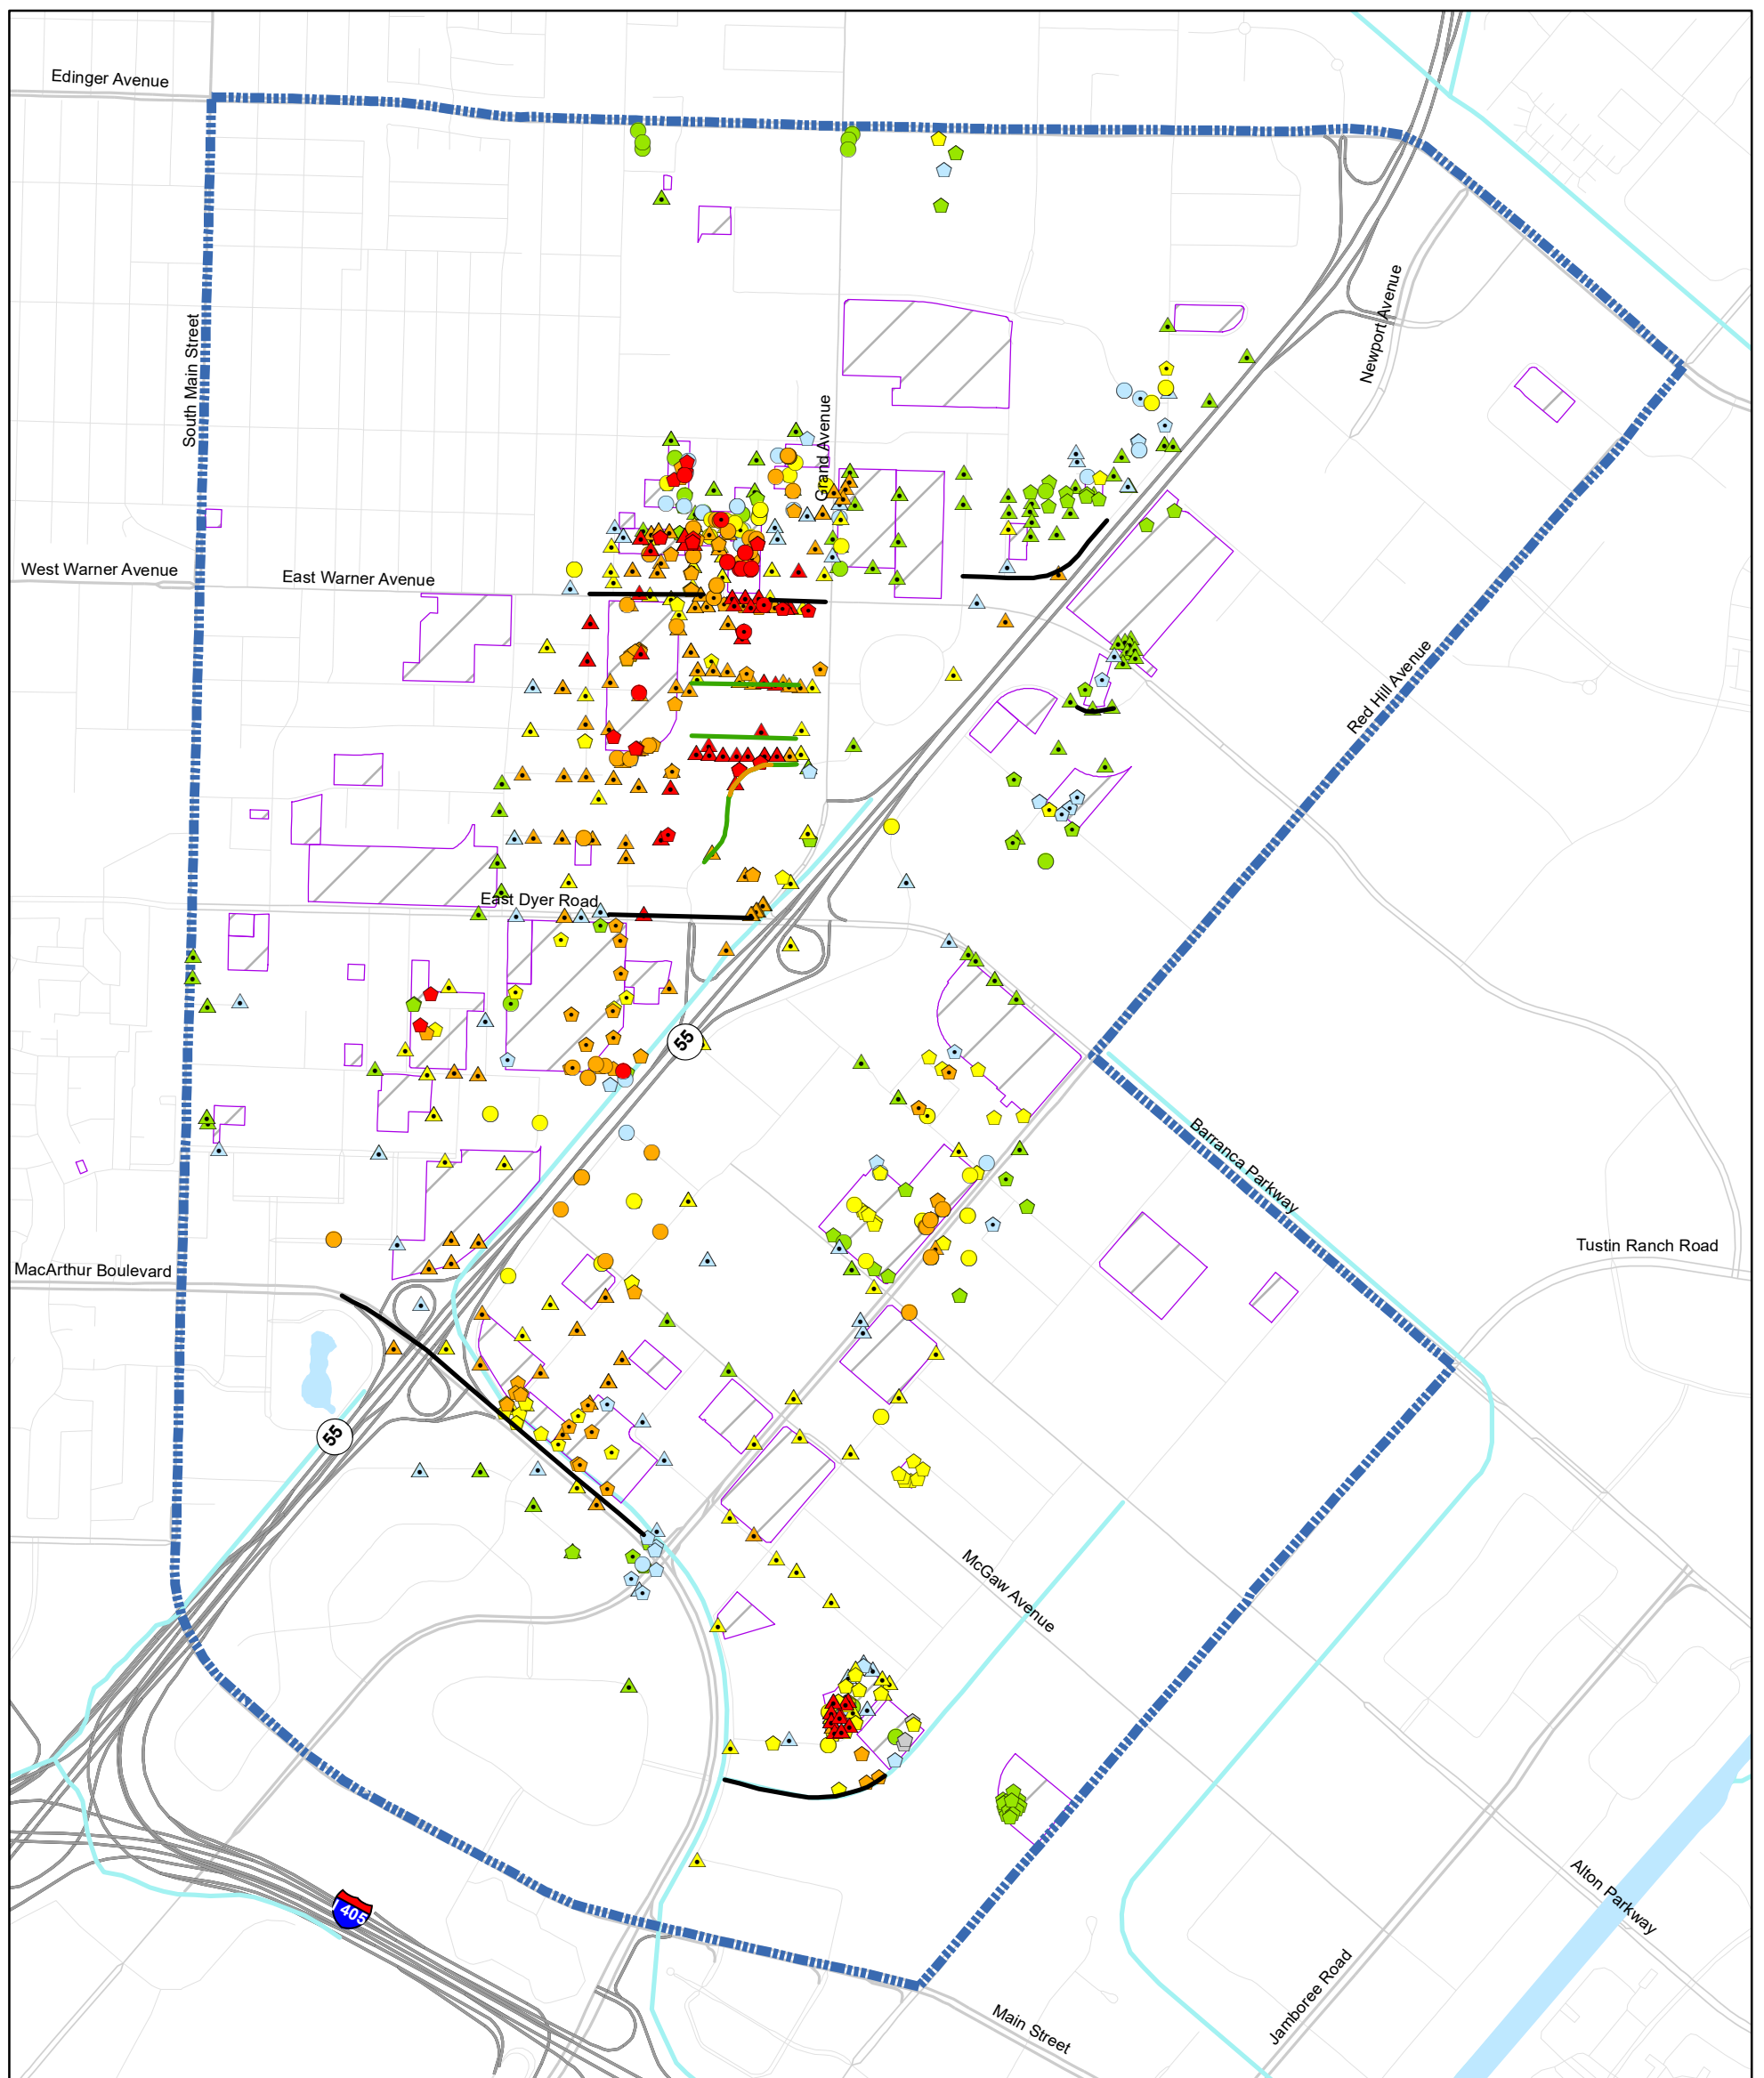 Edinger Avenue
Newport Avenue
South Main Street
Grand Avenue
West Warner Avenue
East Warner Avenue
Red Hill Avenue
East Dyer Road
55
Barranca Parkway
Tustin Ranch Road
MacArthur Boulevard
55
McGaw Avenue
Alton Parkway
405
Jamboree Road
Main Street